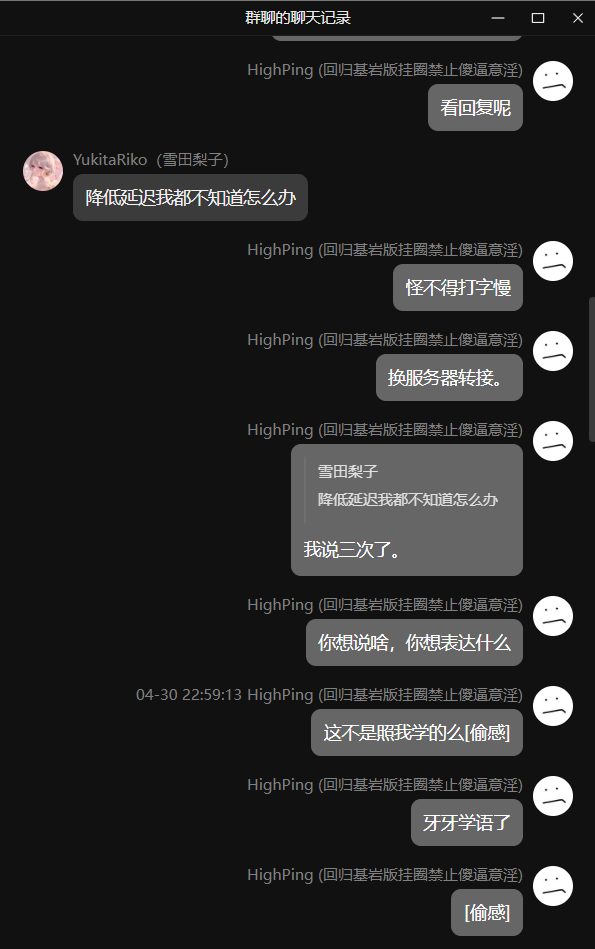 群聊的聊天记录
HighPing (回归基岩版挂圈禁止傻逼意淫)
看回复呢
YukitaRiko (雪田梨子)
降低延迟我都不知道怎么办
HighPing (回归基岩版挂圈禁止傻逼意淫)
怪不得打字慢
HighPing (回归基岩版挂圈禁止傻逼意淫)
换服务器转接。
HighPing (回归基岩版挂圈禁止傻逼意淫)
雪田梨子
降低延迟我都不知道怎么办
我说三次了。
HighPing (回归基岩版挂圈禁止傻逼意淫)
你想说啥，你想表达什么
04-30 22:59:13 HighPing (回归基岩版挂圈禁止傻逼意淫)
这不是照我学的么[偷感]
HighPing (回归基岩版挂圈禁止傻逼意淫)
牙牙学语了
HighPing (回归基岩版挂圈禁止傻逼意淫)
[偷感]